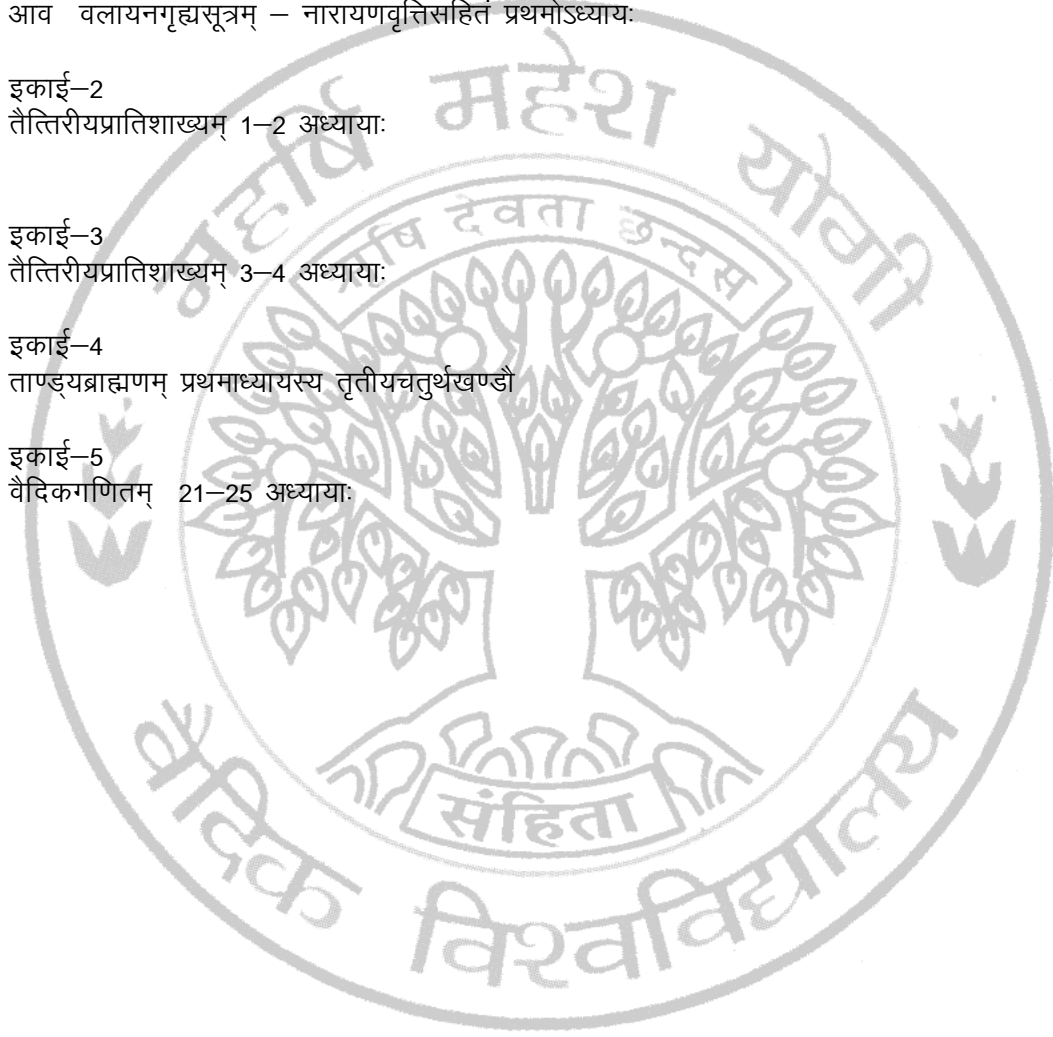 आव   वलायनगृह्यसूत्रम् – नारायणवृत्तिसहितं प्रथमोऽध्यायः
इकाई–2
तैत्तिरीयप्रातिशाख्यम् 1–2 अध्यायाः
इकाई–3
तैत्तिरीयप्रातिशाख्यम् 3–4 अध्यायाः
इकाई–4
ताण्ड्यब्राह्मणम् प्रथमाध्यायस्य तृतीयचतुर्थखण्डौ
इकाई–5
वैदिकगणितम्   21–25 अध्यायाः
महर्षि महेश योगी
ऋषि देवता छन्दस
संहिता
वैदिक विश्वविद्यालय